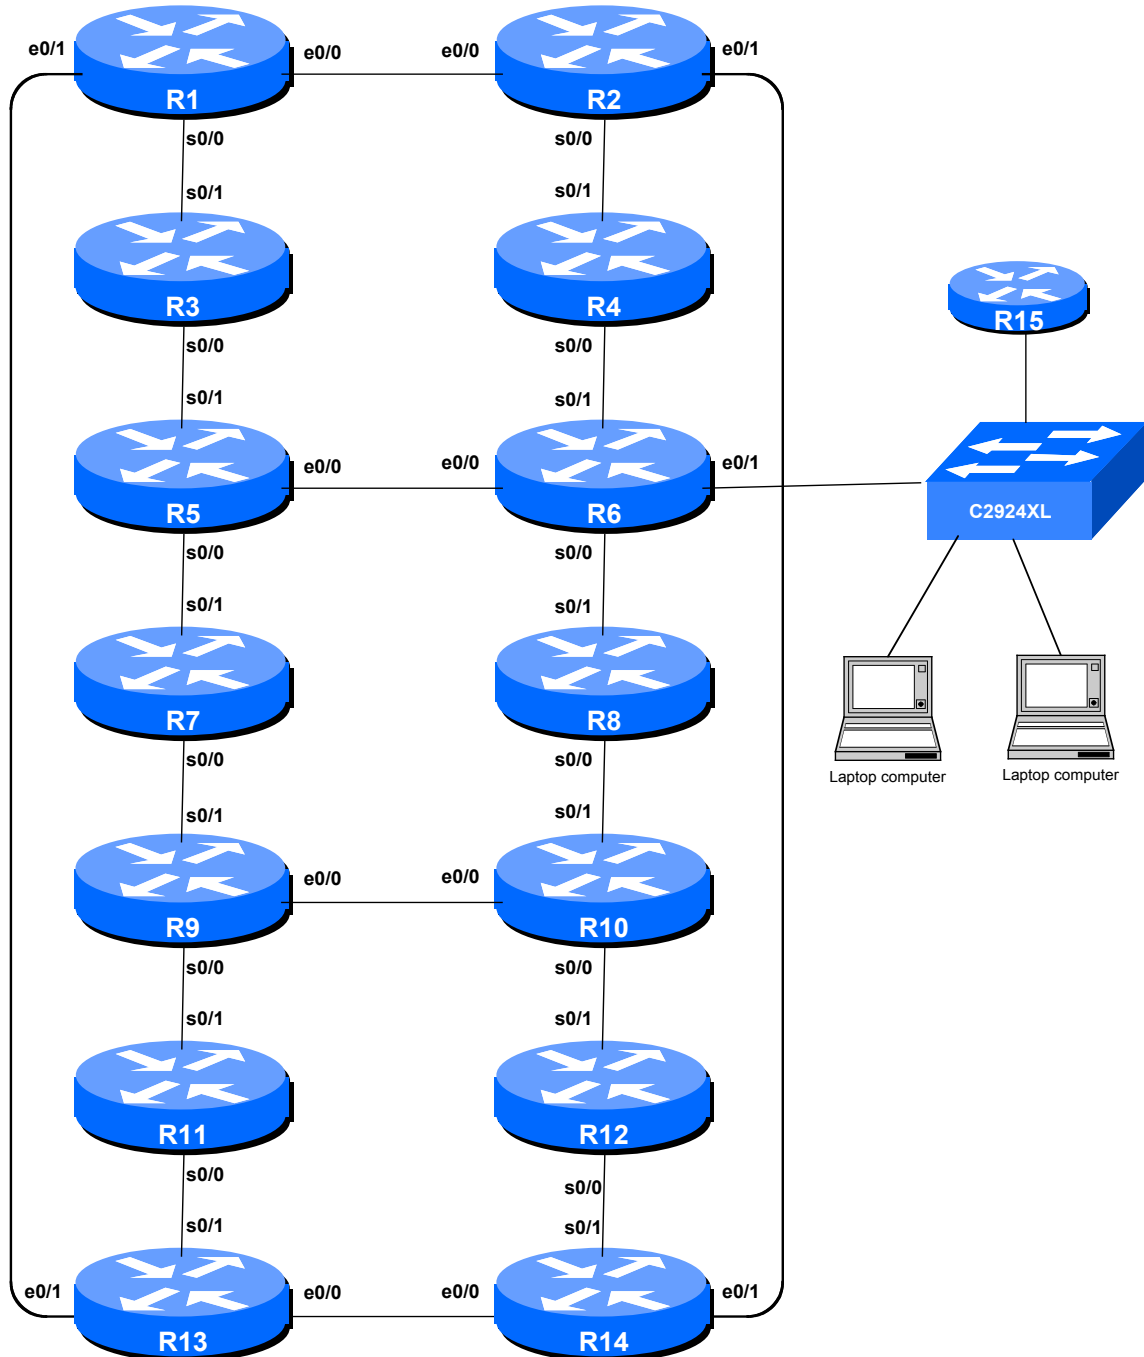 e0/1 e0/0 e0/0 e0/1
R1 R2
s0/0 s0/0
s0/1 s0/1
R3 R4
R15
s0/0 s0/0
s0/1 s0/1
e0/0 e0/0 e0/1
R5 R6
C2924XL
s0/0 s0/0
s0/1 s0/1
R7 R8
s0/0 s0/0
Laptop computer Laptop computer
s0/1 s0/1
e0/0 e0/0
R9 R10
s0/0 s0/0
s0/1 s0/1
R11 R12
s0/0 s0/0
s0/1 s0/1
e0/1 e0/0 e0/0 e0/1
R13 R14